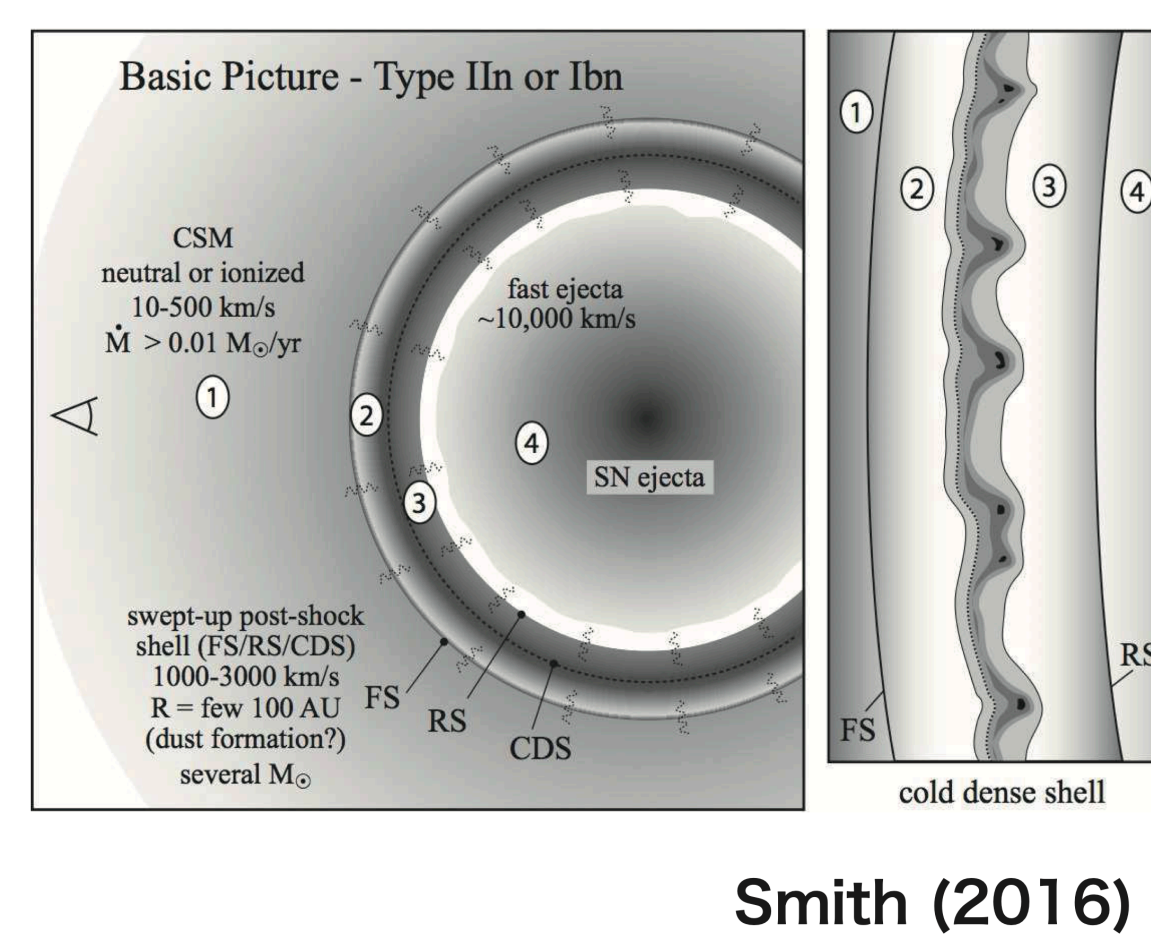 Basic Picture - Type IIn or Ibn
CSM
neutral or ionized
10-500 km/s
Ṁ > 0.01 M☉/yr
1
2
3
4
fast ejecta
~10,000 km/s
SN ejecta
swept-up post-shock
shell (FS/RS/CDS)
1000-3000 km/s
R = few 100 AU
(dust formation?)
several M☉
FS
RS
CDS
1
2
3
4
FS
RS
cold dense shell
Smith (2016)